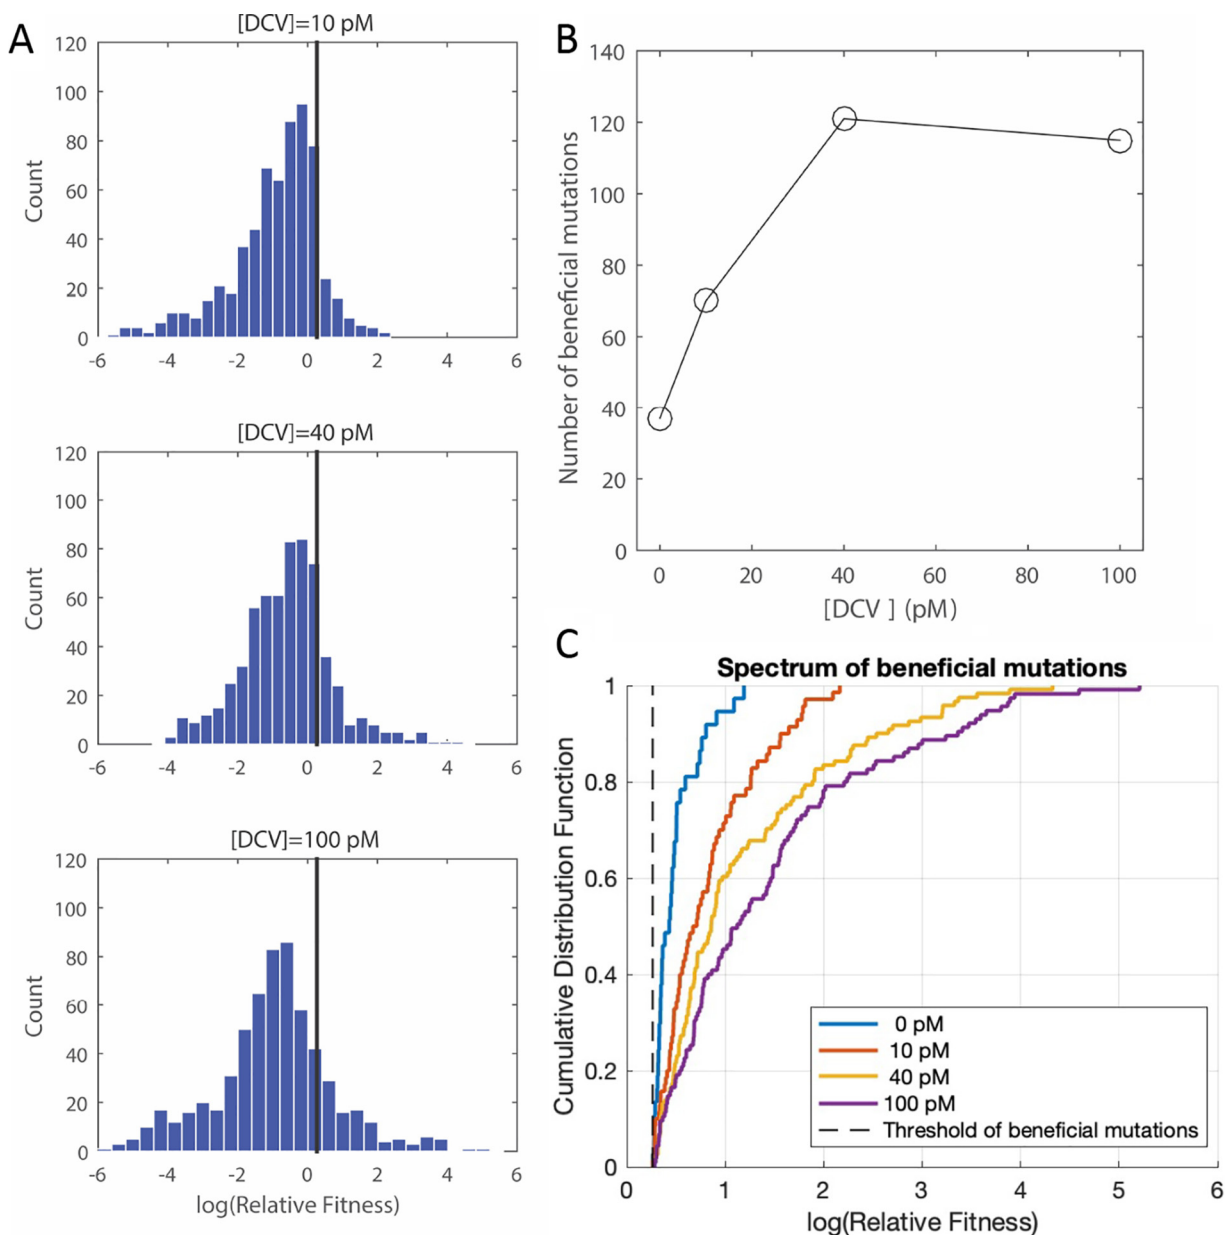 A
[DCV]=10 pM
120
100
80
60
40
20
0
Count
-6 -4 -2 0 2 4 6
[DCV]=40 pM
120
100
80
60
40
20
0
Count
-6 -4 -2 0 2 4 6
[DCV]=100 pM
120
100
80
60
40
20
0
Count
-6 -4 -2 0 2 4 6
log(Relative Fitness)
B
140
120
100
80
60
40
20
0
Number of beneficial mutations
0 20 40 60 80 100
[DCV ] (pM)
C
Spectrum of beneficial mutations
1
0.8
0.6
0.4
0.2
0
Cumulative Distribution Function
0 pM
10 pM
40 pM
100 pM
Threshold of beneficial mutations
0 1 2 3 4 5 6
log(Relative Fitness)